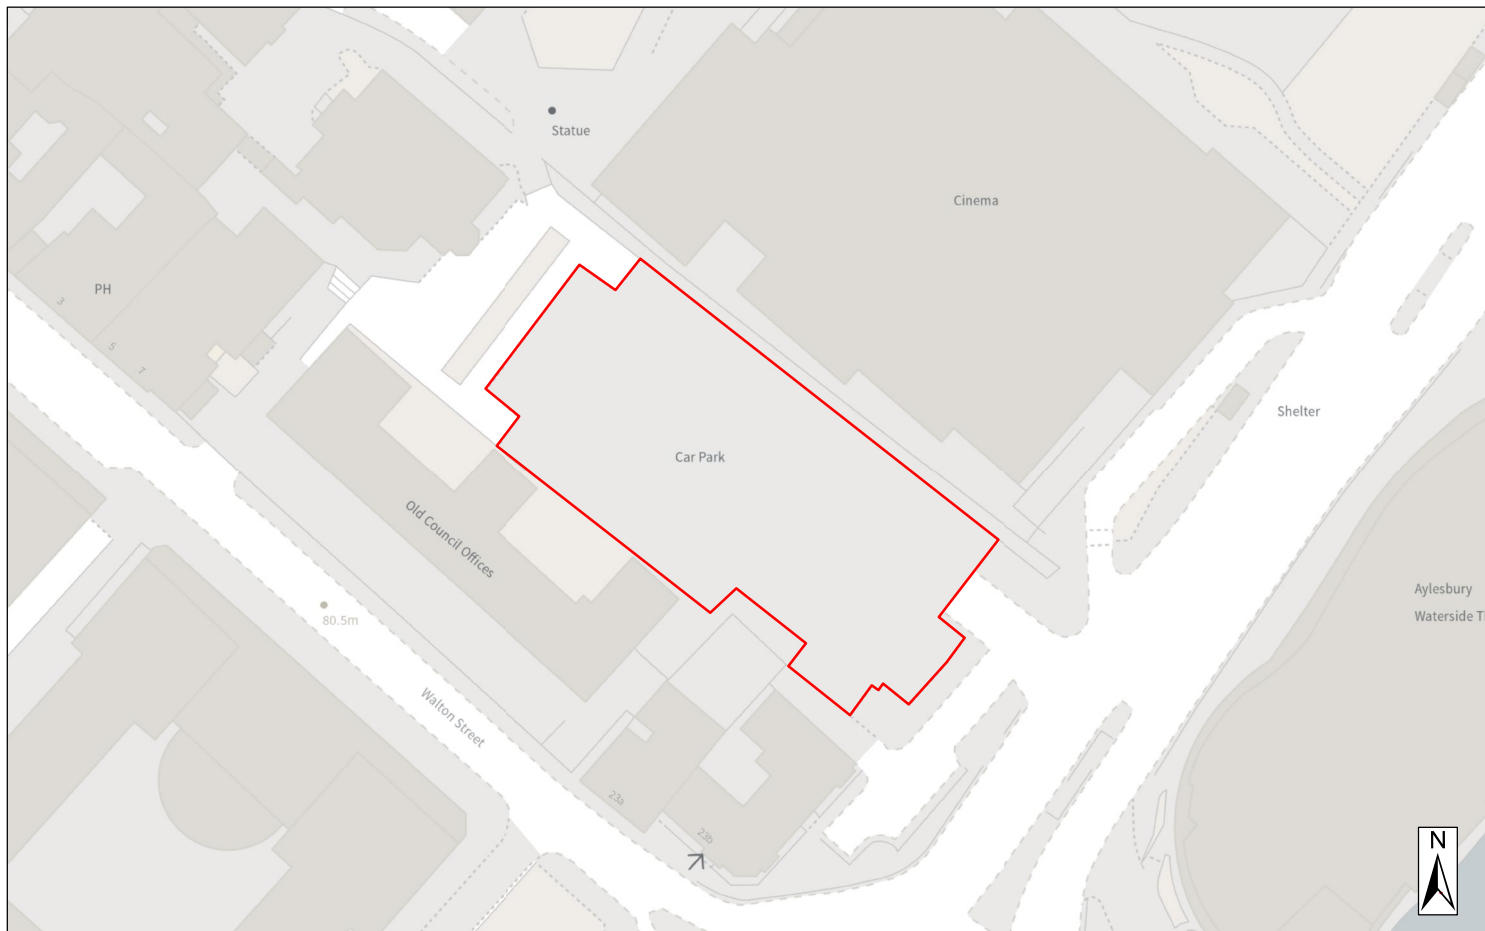 Statue
Cinema
PH
3
5
7
Shelter
Car Park
Old Council Offices
Aylesbury
Waterside T
80.5m
Walton Street
23a
23b
N